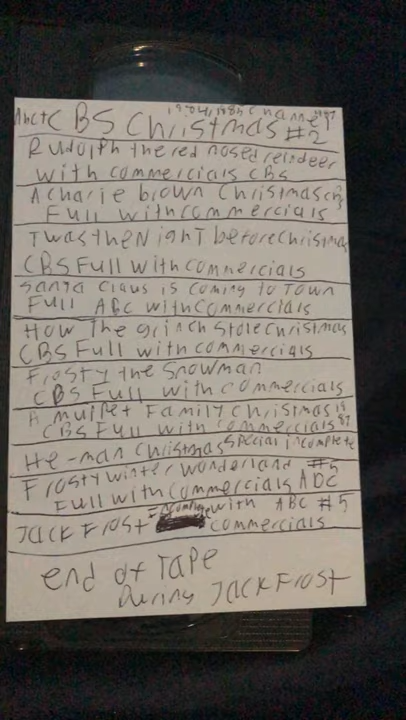 CBS Christmas #2
Rudolph the red nosed reindeer
with commercials CBS
A charlie brown Christmas CBS
Full with commercials
Twas the Night before Christmas
CBS Full with commercials
Santa Claus is coming to Town
Full ABC with commercials
How The grinch Stole Christmas
CBS Full with commercials
Frosty the Snowman
CBS Full with commercials
A muppet Family Christmas
CBS Full with commercials 87
He-man Christmas special incomplete
Frosty winter wonderland #5
Full with commercials ABC
JACK FROST with ABC #5
commercials
end of TAPE
During JACK FROST